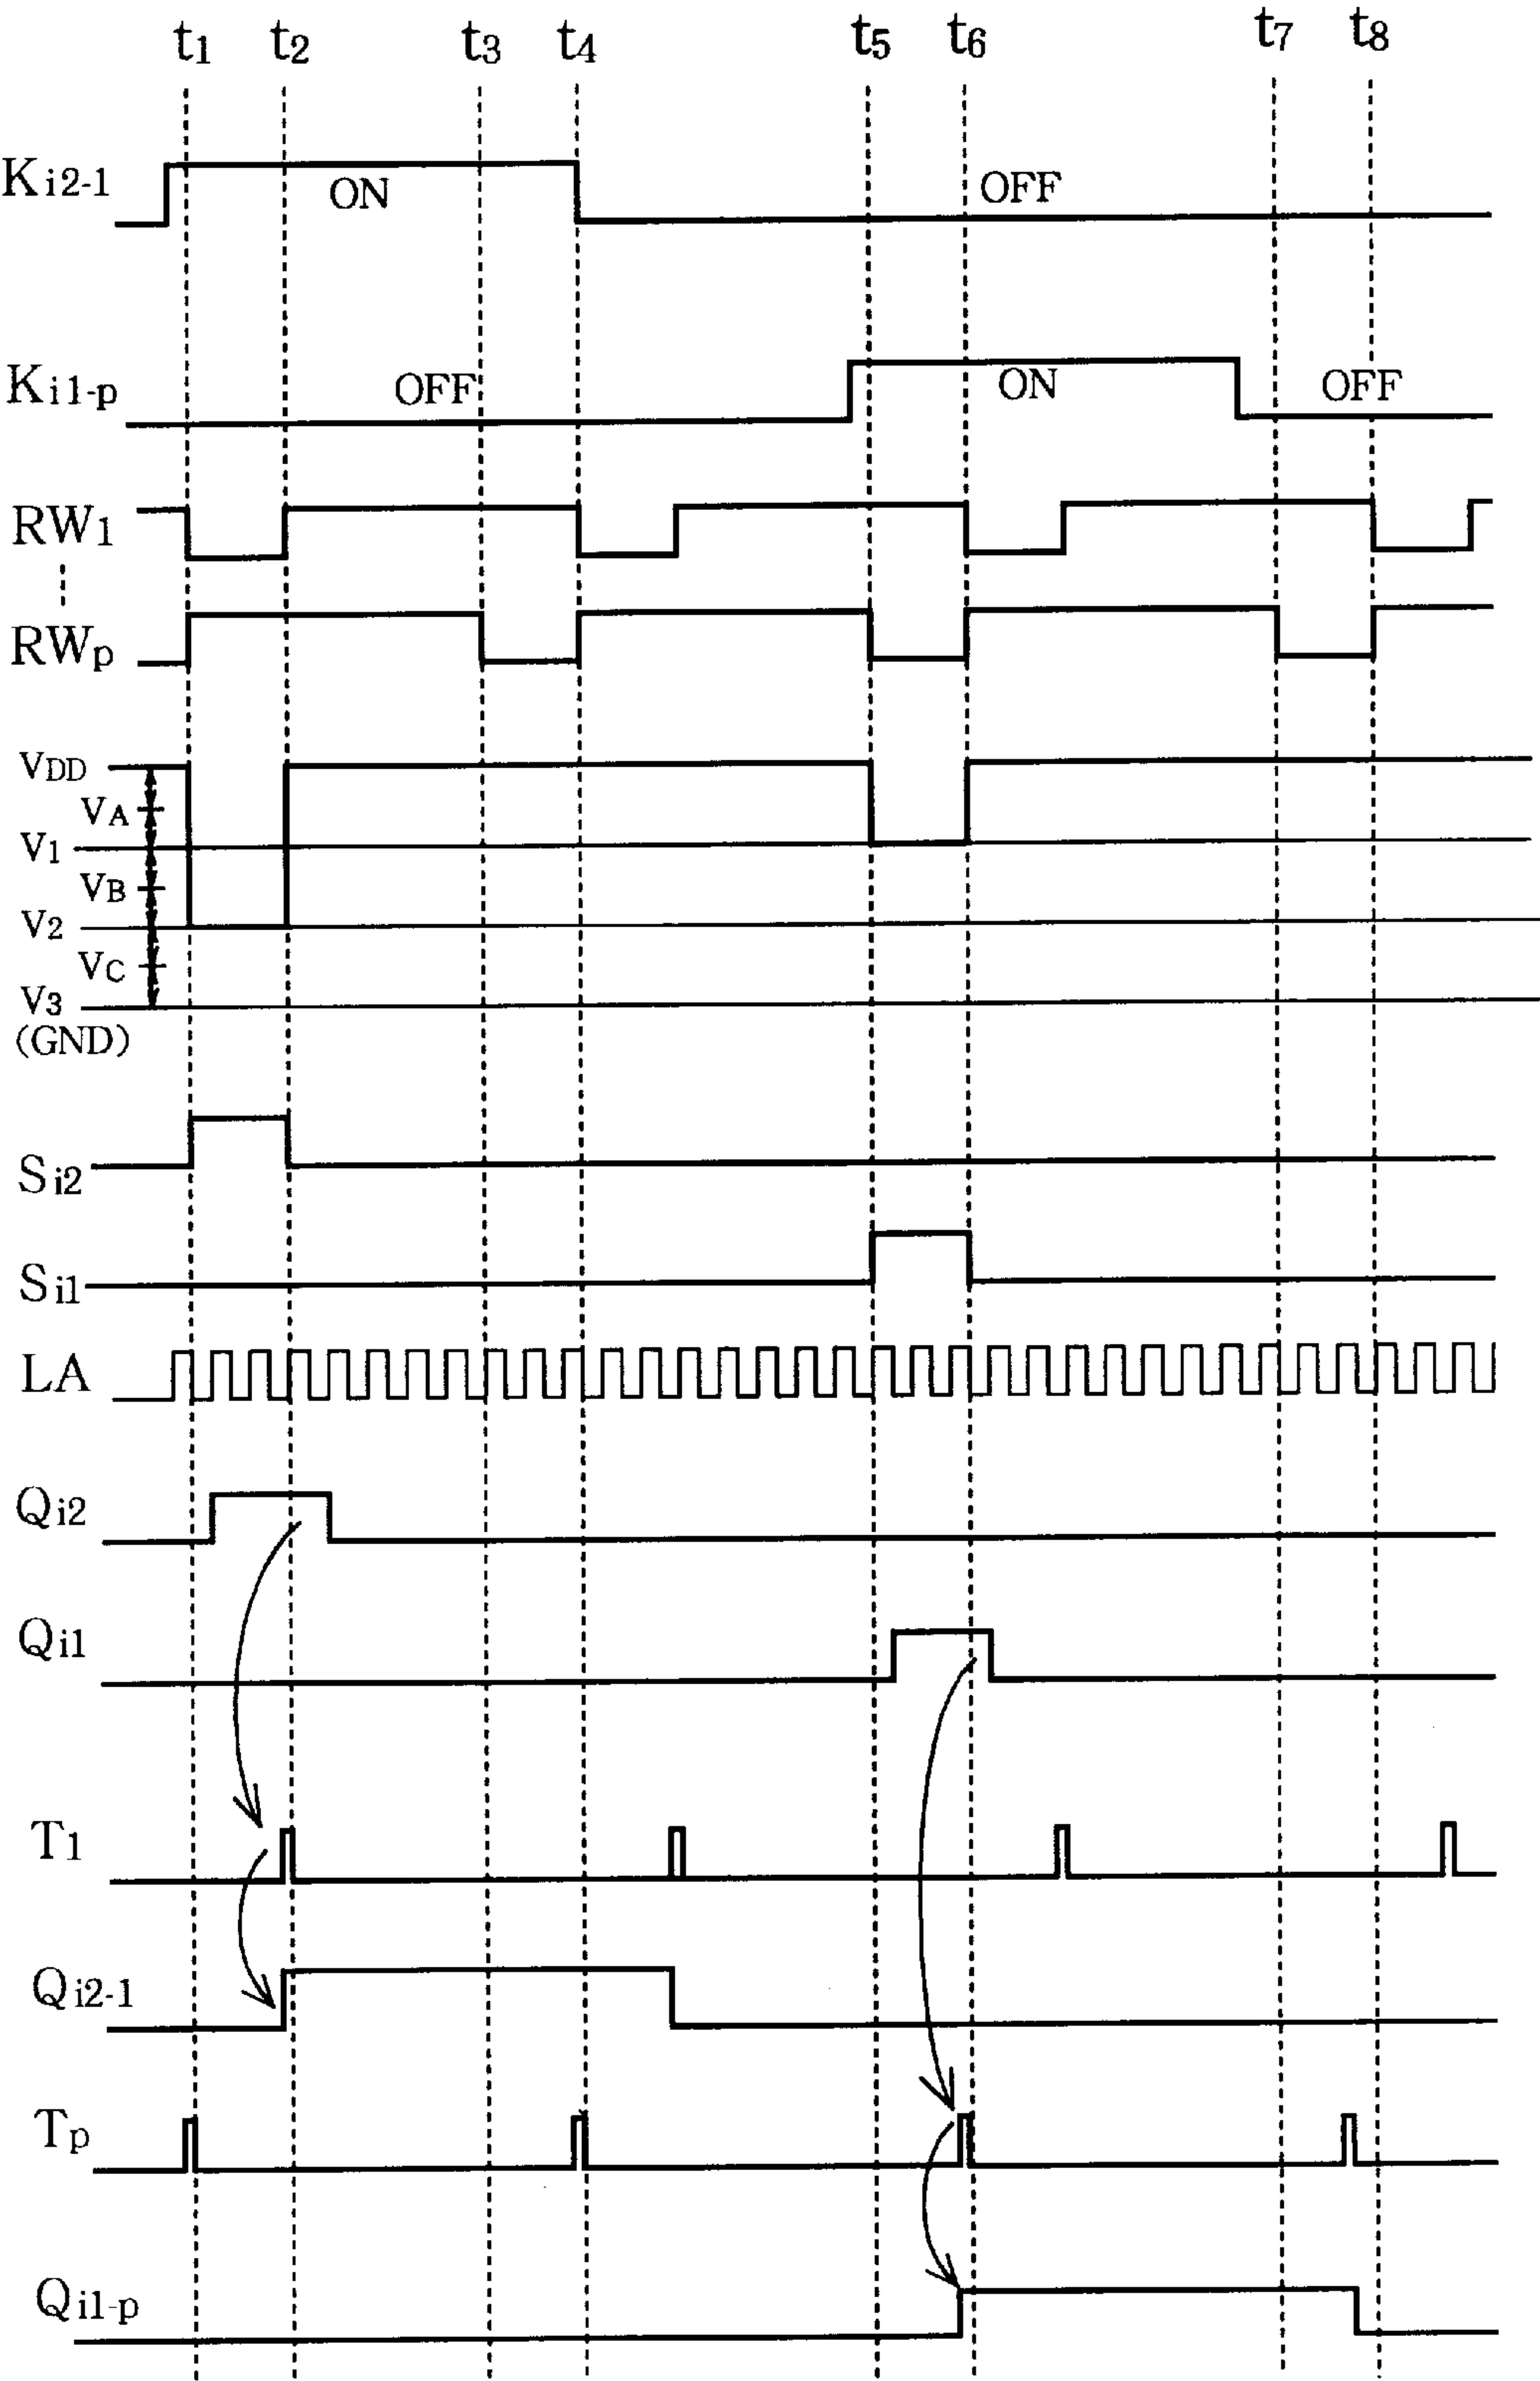 t1 t2 t3 t4 t5 t6 t7 t8
Ki2-1 ON OFF
Ki1-p OFF ON OFF
RW1
RWp
VDD
VA
V1
VB
V2
VC
V3
(GND)
Si2
Si1
LA
Qi2
Qi1
T1
Qi2-1
Tp
Qi1-p